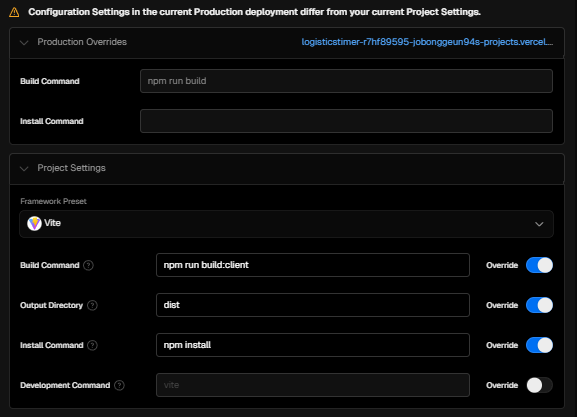 Configuration Settings in the current Production deployment differ from your current Project Settings.
Production Overrides
logisticstimer-r7hf89595-jobonggeun94s-projects.vercel....
Build Command
npm run build
Install Command
Project Settings
Framework Preset
Vite
Build Command ?
npm run build:client
Override
Output Directory ?
dist
Override
Install Command ?
npm install
Override
Development Command ?
vite
Override